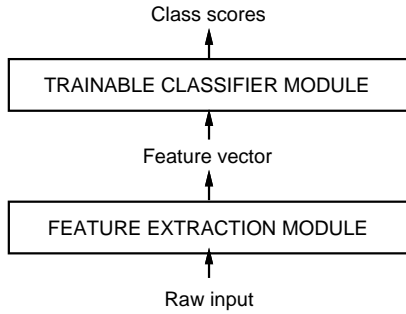 Class scores
TRAINABLE CLASSIFIER MODULE
Feature vector
FEATURE EXTRACTION MODULE
Raw input